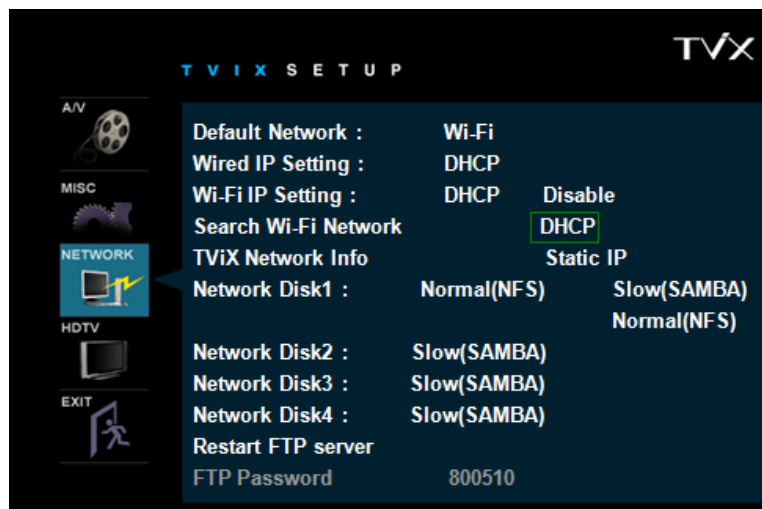 TViX
T V I X S E T U P
A/V
MISC
NETWORK
HDTV
EXIT
Default Network : Wi-Fi
Wired IP Setting : DHCP
Wi-Fi IP Setting : DHCP Disable
Search Wi-Fi Network DHCP
TViX Network Info Static IP
Network Disk1 : Normal(NFS) Slow(SAMBA)
Normal(NFS)
Network Disk2 : Slow(SAMBA)
Network Disk3 : Slow(SAMBA)
Network Disk4 : Slow(SAMBA)
Restart FTP server
FTP Password 800510